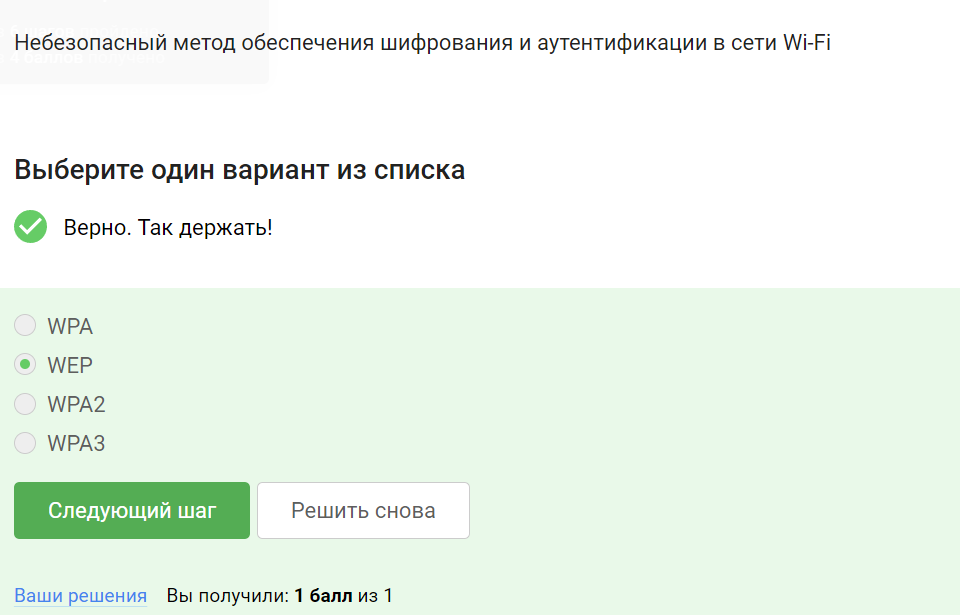 Небезопасный метод обеспечения шифрования и аутентификации в сети Wi-Fi
Выберите один вариант из списка
Верно. Так держать!
WPA
WEP
WPA2
WPA3
Следующий шаг
Решить снова
Ваши решения
Вы получили: 1 балл из 1